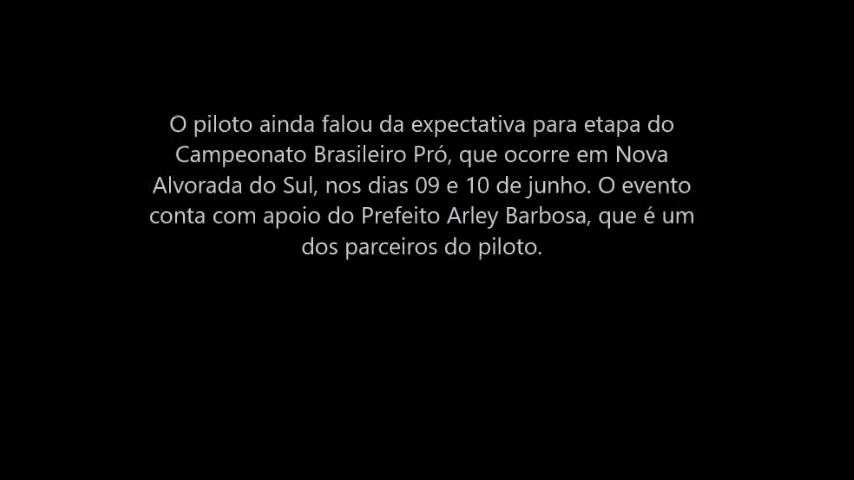 O piloto ainda falou da expectativa para etapa do
Campeonato Brasileiro Pró, que ocorre em Nova
Alvorada do Sul, nos dias 09 e 10 de junho. O evento
conta com apoio do Prefeito Arley Barbosa, que é um
dos parceiros do piloto.